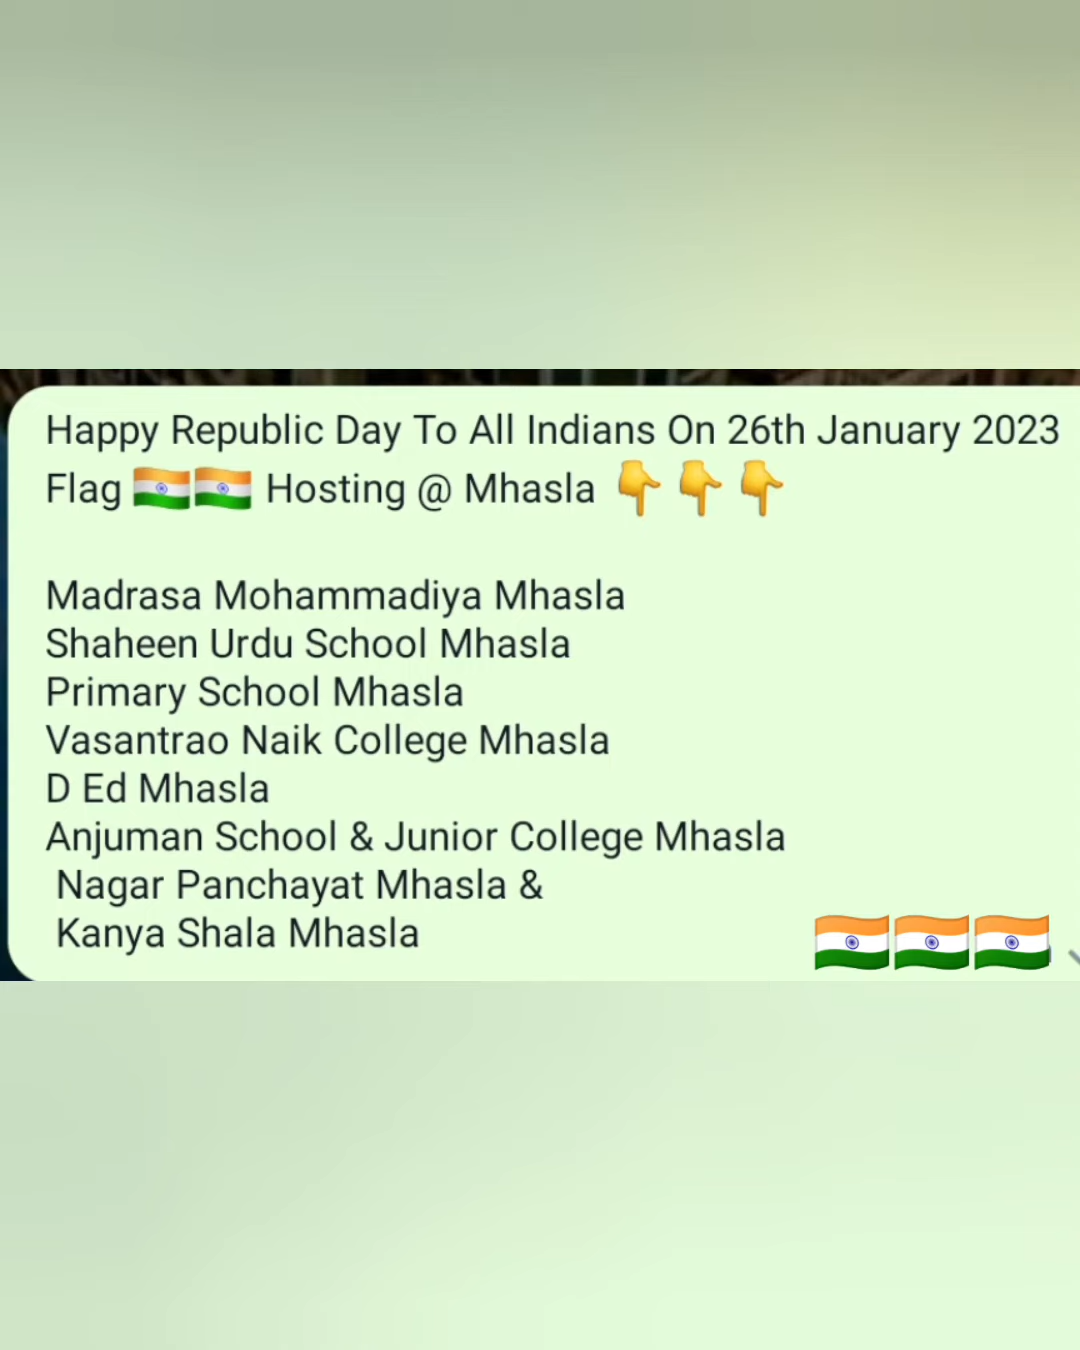 Happy Republic Day To All Indians On 26th January 2023
Flag 🇮🇳🇮🇳 Hosting @ Mhasla 👇👇👇
Madrasa Mohammadiya Mhasla
Shaheen Urdu School Mhasla
Primary School Mhasla
Vasantrao Naik College Mhasla
D Ed Mhasla
Anjuman School & Junior College Mhasla
Nagar Panchayat Mhasla &
Kanya Shala Mhasla 🇮🇳🇮🇳🇮🇳